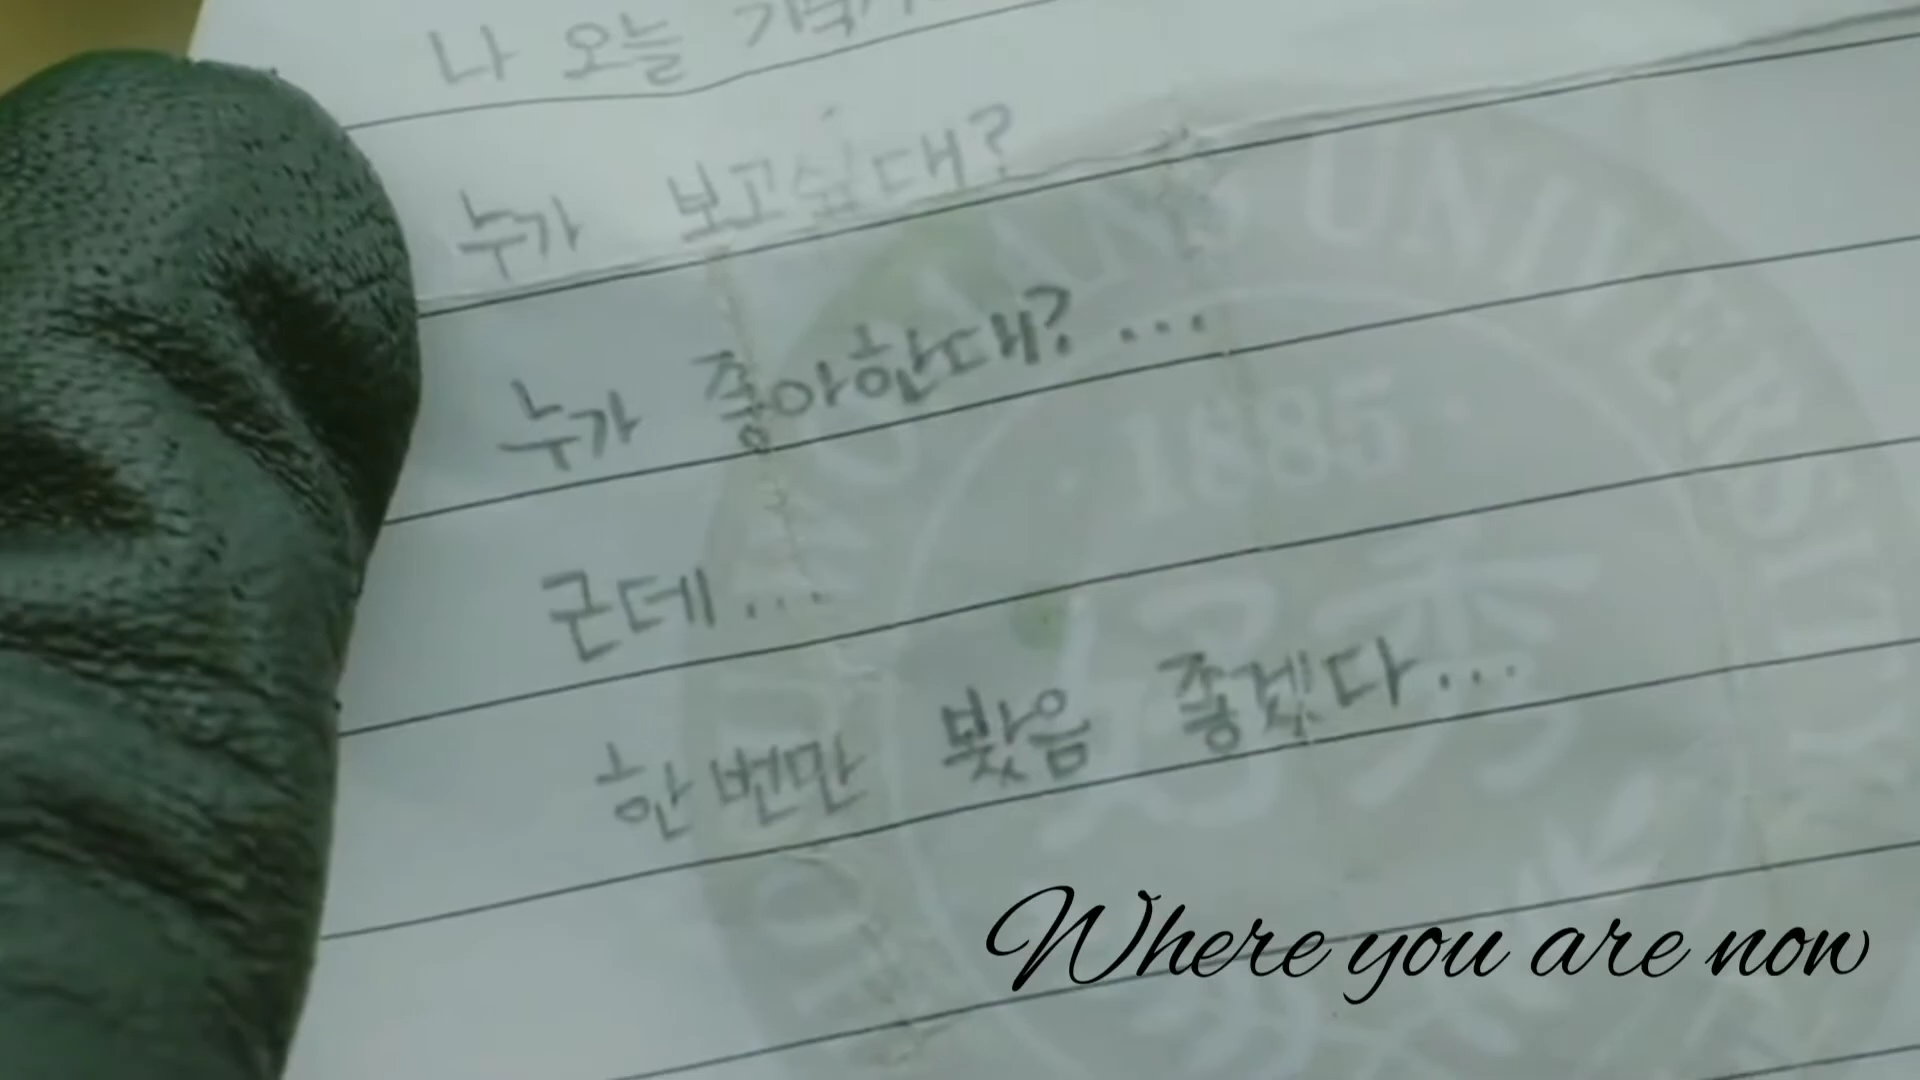 나 오늘
누가 보고싶대?
누가 좋아한대? ...
근데...
한번만 봤음 좋겠다...
UNIVERSITY
1885
Where you are now